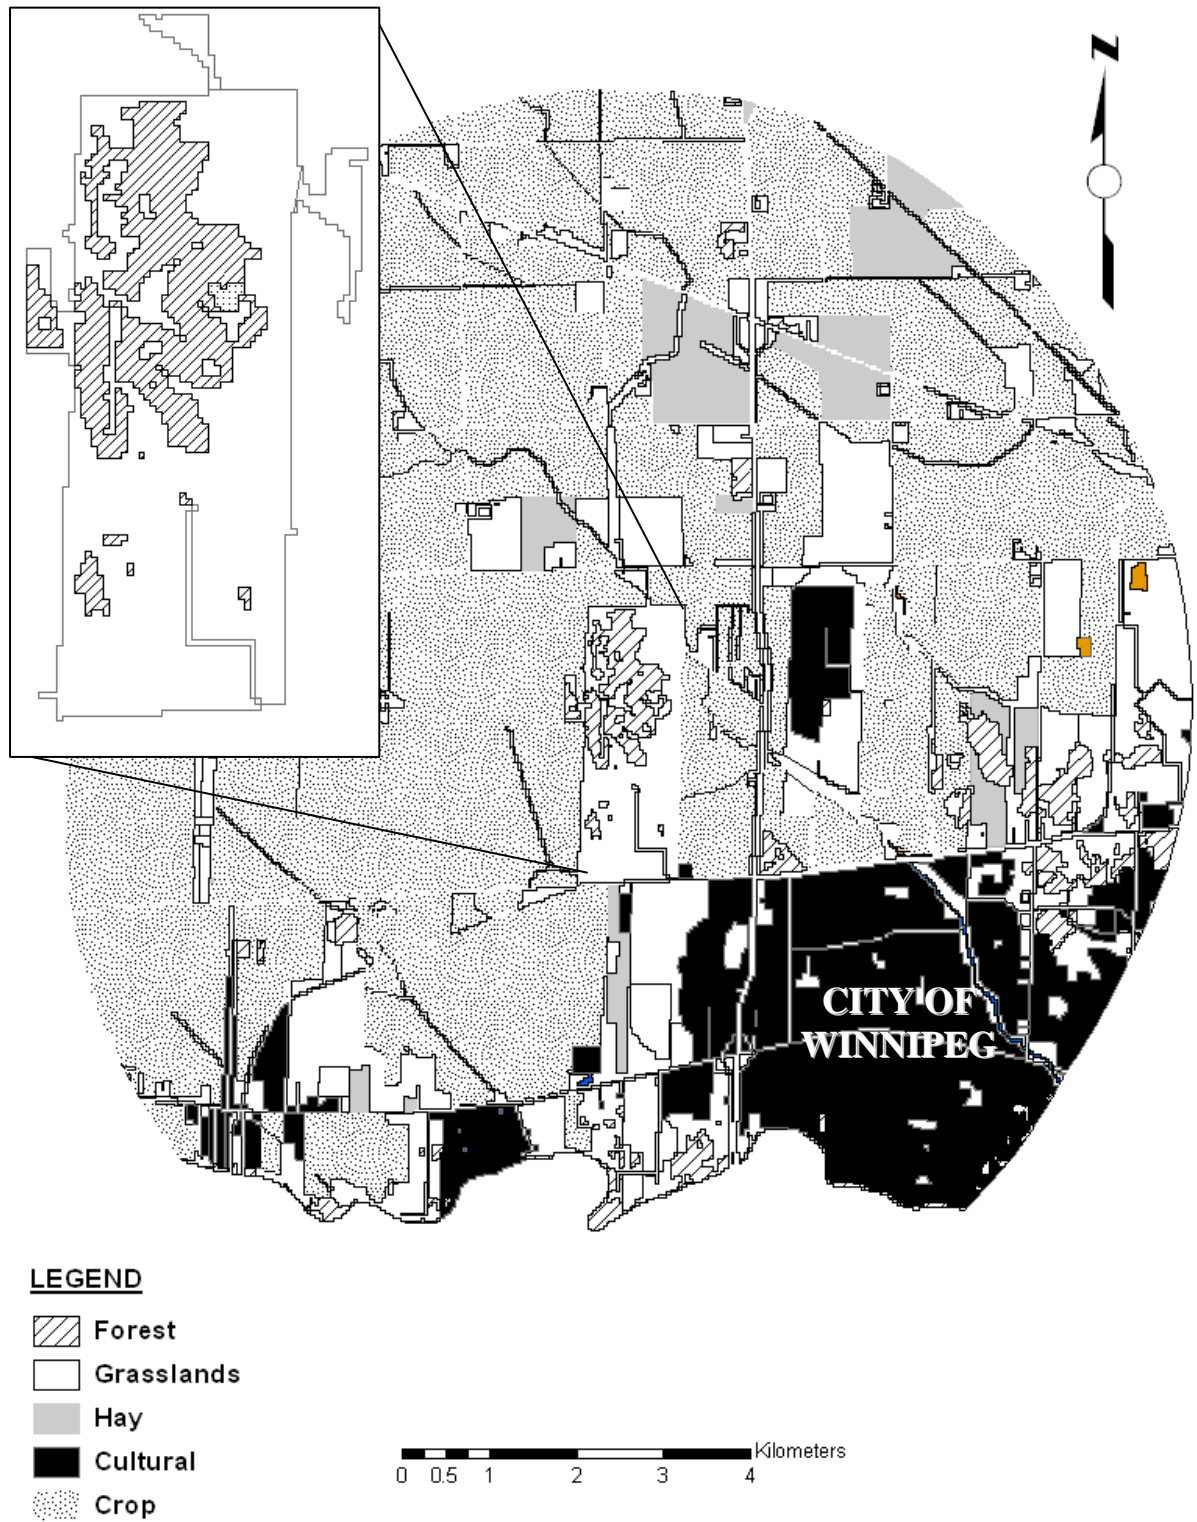 N
CITY OF
WINNIPEG
LEGEND
Forest
Grasslands
Hay
Cultural
Crop
Kilometers
0 0.5 1 2 3 4